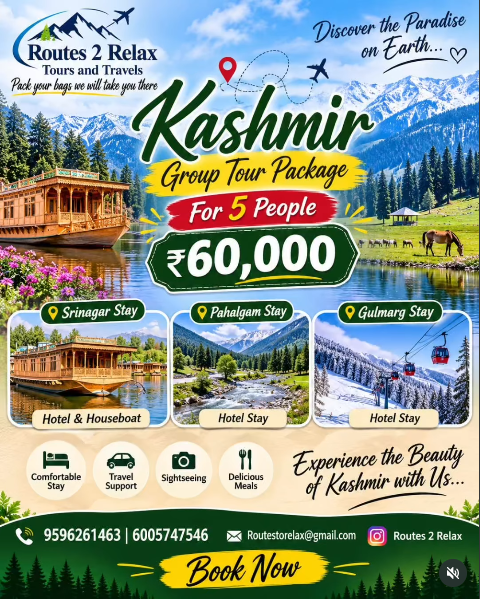 Routes 2 Relax
Tours and Travels
Pack your bags we will take you there
Discover the Paradise
on Earth...
Kashmir
Group Tour Package
For 5 People
₹60,000
Srinagar Stay
Pahalgam Stay
Gulmarg Stay
Hotel & Houseboat
Hotel Stay
Hotel Stay
Comfortable
Stay
Travel
Support
Sightseeing
Delicious
Meals
Experience the Beauty
of Kashmir with Us...
9596261463 | 6005747546
Routestorelax@gmail.com
Routes 2 Relax
Book Now